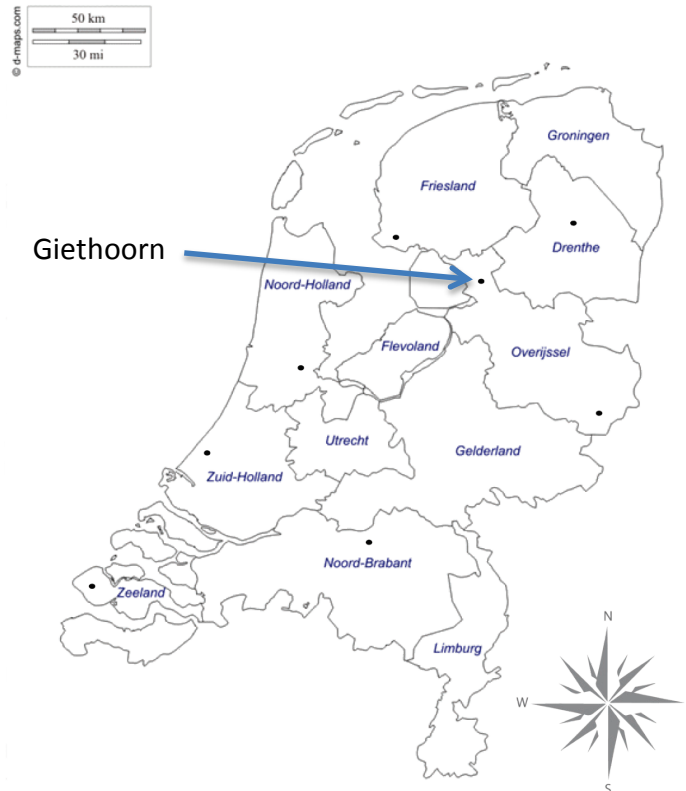 © d-maps.com
50 km
30 mi
Groningen
Friesland
Drenthe
Giethoorn
Noord-Holland
Flevoland
Overijssel
Utrecht
Gelderland
Zuid-Holland
Noord-Brabant
Zeeland
Limburg
N
W
S